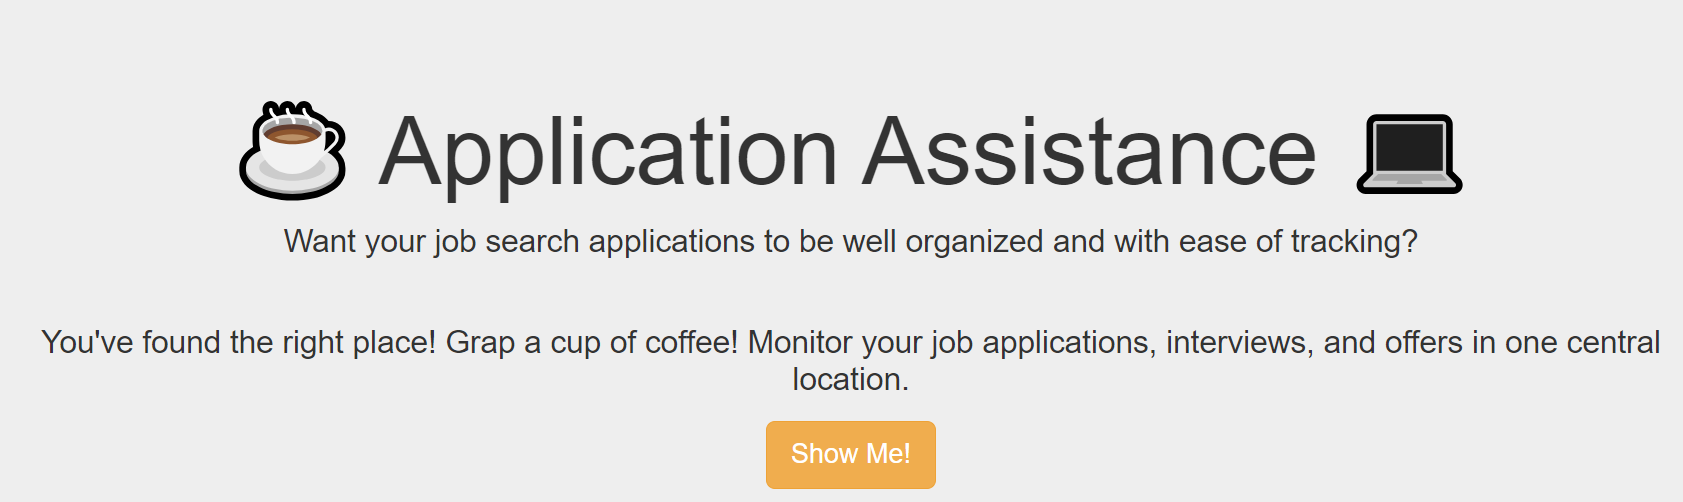 Application Assistance
Want your job search applications to be well organized and with ease of tracking?
You've found the right place! Grap a cup of coffee! Monitor your job applications, interviews, and offers in one central
location.
Show Me!